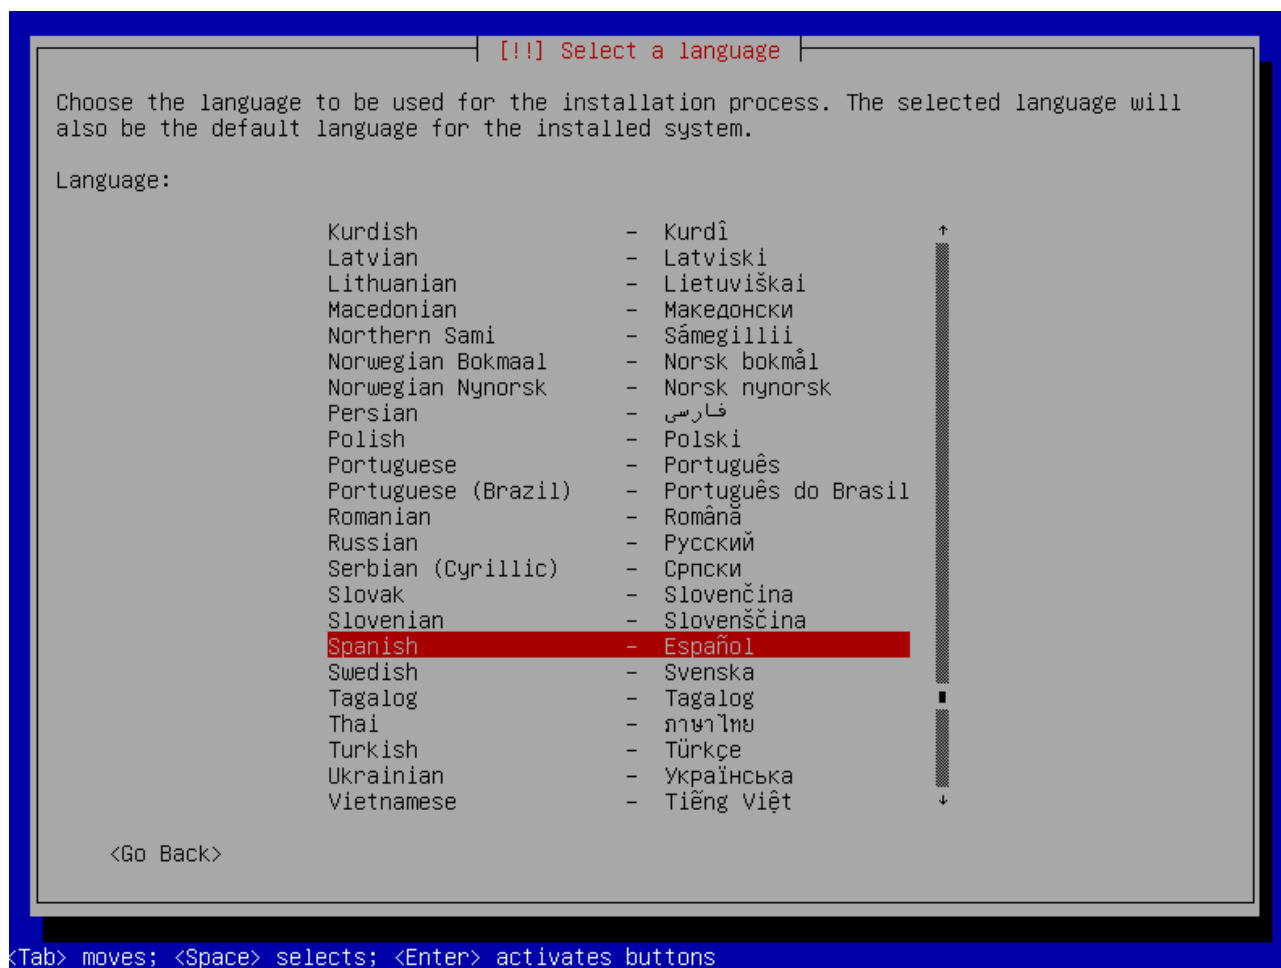 [!!] Select a language
Choose the language to be used for the installation process. The selected language will
also be the default language for the installed system.
Language:
Kurdish - Kurdî
Latvian - Latviski
Lithuanian - Lietuviškai
Macedonian - Македонски
Northern Sami - Sámegillii
Norwegian Bokmaal - Norsk bokmål
Norwegian Nynorsk - Norsk nynorsk
Persian - فارسی
Polish - Polski
Portuguese - Português
Portuguese (Brazil) - Português do Brasil
Romanian - Română
Russian - Русский
Serbian (Cyrillic) - Српски
Slovak - Slovenčina
Slovenian - Slovenščina
Spanish - Español
Swedish - Svenska
Tagalog - Tagalog
Thai - ภาษาไทย
Turkish - Türkçe
Ukrainian - Українська
Vietnamese - Tiếng Việt
<Go Back>
<Tab> moves; <Space> selects; <Enter> activates buttons